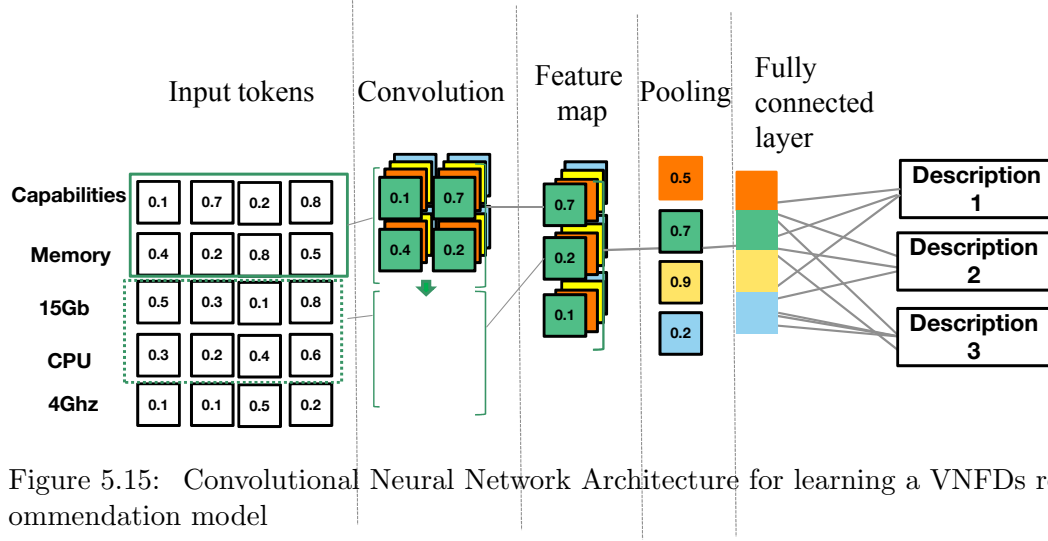 Input tokens
Convolution
Feature
map
Pooling
Fully
connected
layer
Capabilities
0.1 0.7 0.2 0.8
Memory
0.4 0.2 0.8 0.5
15Gb
0.5 0.3 0.1 0.8
CPU
0.3 0.2 0.4 0.6
4Ghz
0.1 0.1 0.5 0.2
0.1 0.7
0.4 0.2
0.7
0.2
0.1
0.5
0.7
0.9
0.2
Description
1
Description
2
Description
3
Figure 5.15: Convolutional Neural Network Architecture for learning a VNFDs re
ommendation model